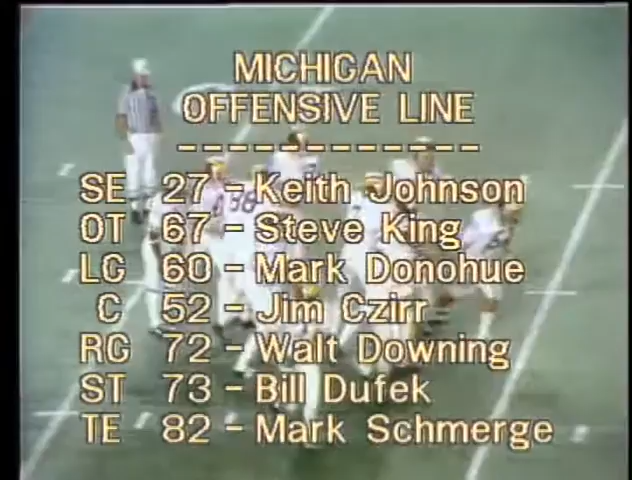 MICHIGAN
OFFENSIVE LINE
-------------
SE 27 - Keith Johnson
OT 67 - Steve King
LG 60 - Mark Donohue
C 52 - Jim Czirr
RG 72 - Walt Downing
ST 73 - Bill Dufek
TE 82 - Mark Schmerge